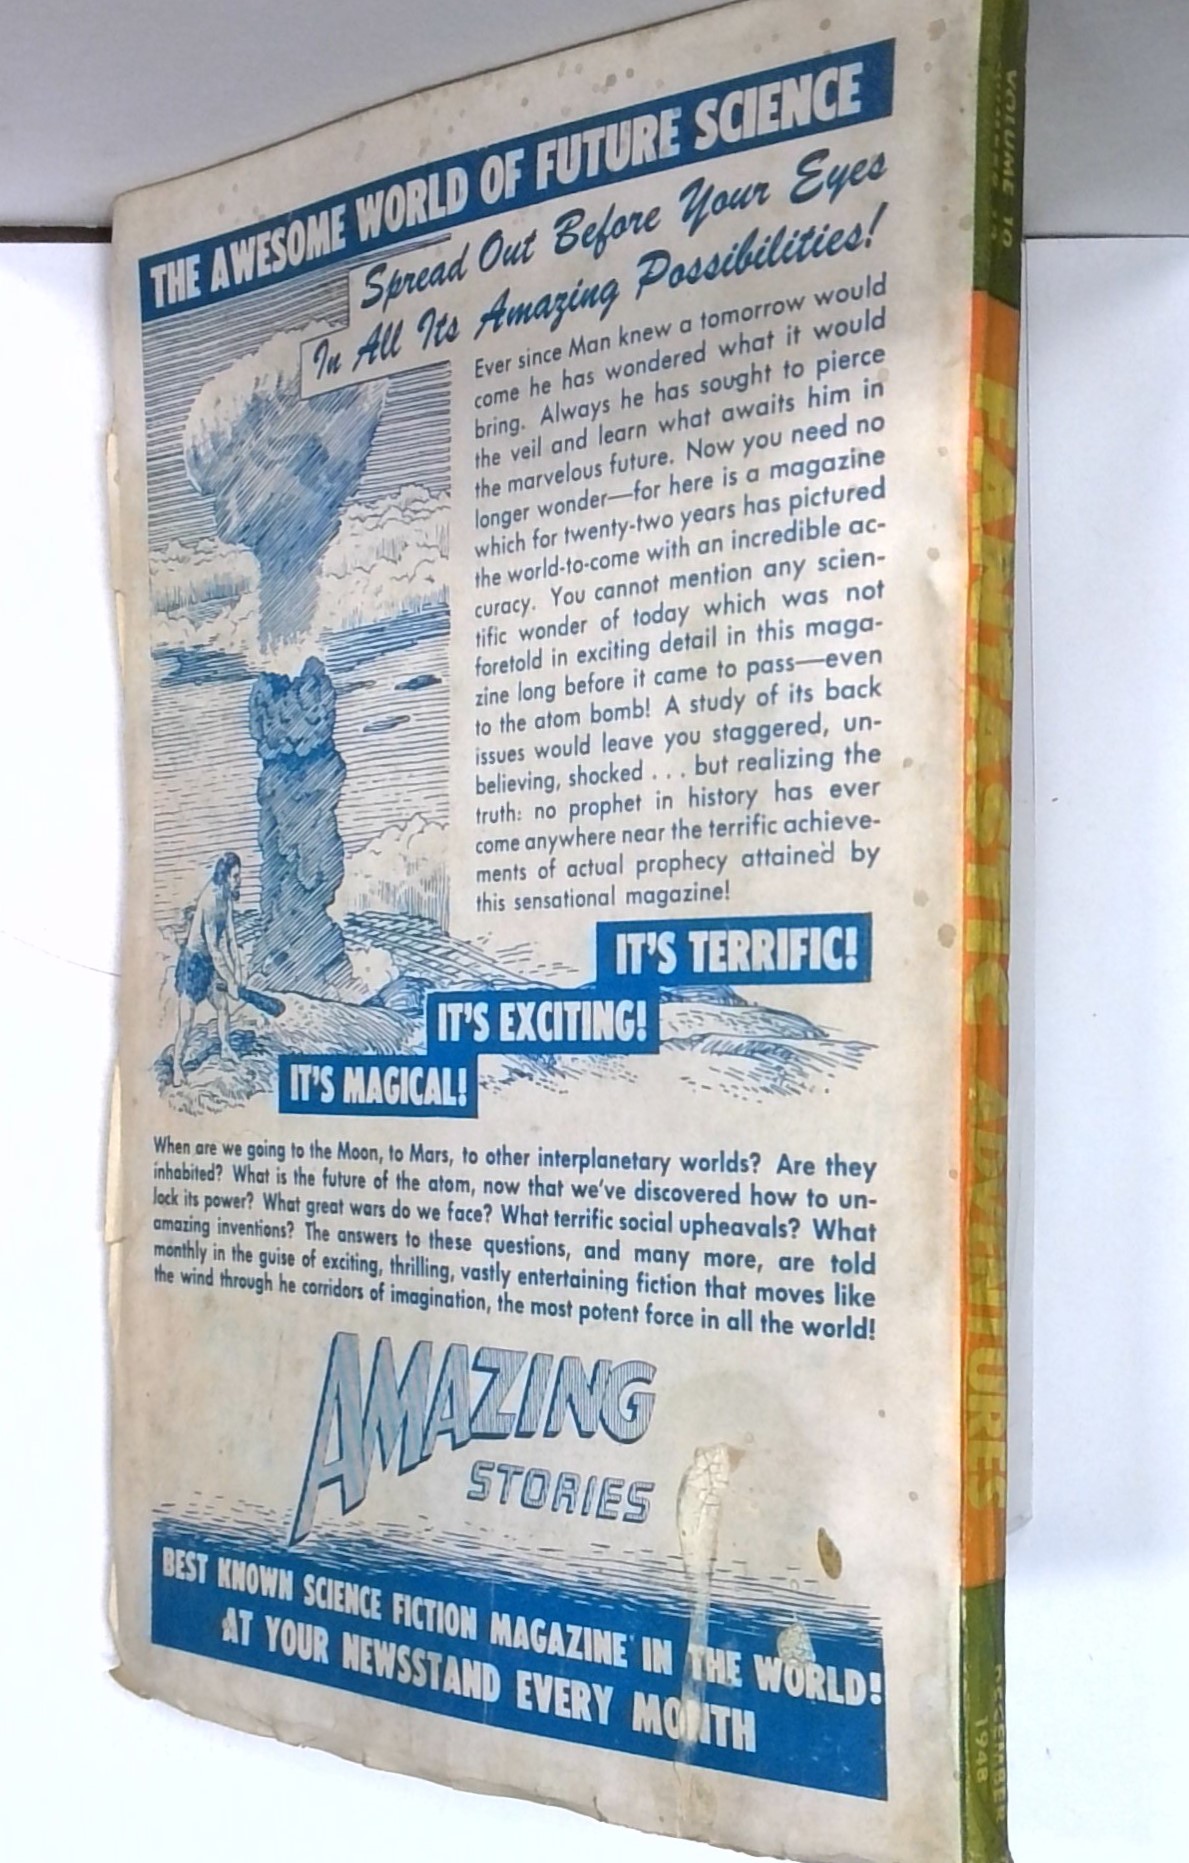 THE AWESOME WORLD OF FUTURE SCIENCE
Spread Out Before Your Eyes
In All Its Amazing Possibilities!
Ever since Man knew a tomorrow would
come he has wondered what it would
bring. Always he has sought to pierce
the veil and learn what awaits him in
the marvelous future. Now you need no
longer wonder—for here is a magazine
which for twenty-two years has pictured
the world-to-come with an incredible ac-
curacy. You cannot mention any scien-
tific wonder of today which was not
foretold in exciting detail in this maga-
zine long before it came to pass—even
to the atom bomb! A study of its back
issues would leave you staggered, un-
believing, shocked . . . but realizing the
truth: no prophet in history has ever
come anywhere near the terrific achieve-
ments of actual prophecy attained by
this sensational magazine!
IT'S TERRIFIC!
IT'S EXCITING!
IT'S MAGICAL!
When are we going to the Moon, to Mars, to other interplanetary worlds? Are they
inhabited? What is the future of the atom, now that we've discovered how to un-
lock its power? What great wars do we face? What terrific social upheavals? What
amazing inventions? The answers to these questions, and many more, are told
monthly in the guise of exciting, thrilling, vastly entertaining fiction that moves like
the wind through he corridors of imagination, the most potent force in all the world!
AMAZING
STORIES
BEST KNOWN SCIENCE FICTION MAGAZINE IN THE WORLD!
AT YOUR NEWSSTAND EVERY MONTH
VOLUME 10
FANTASTIC ADVENTURES
DECEMBER
1948